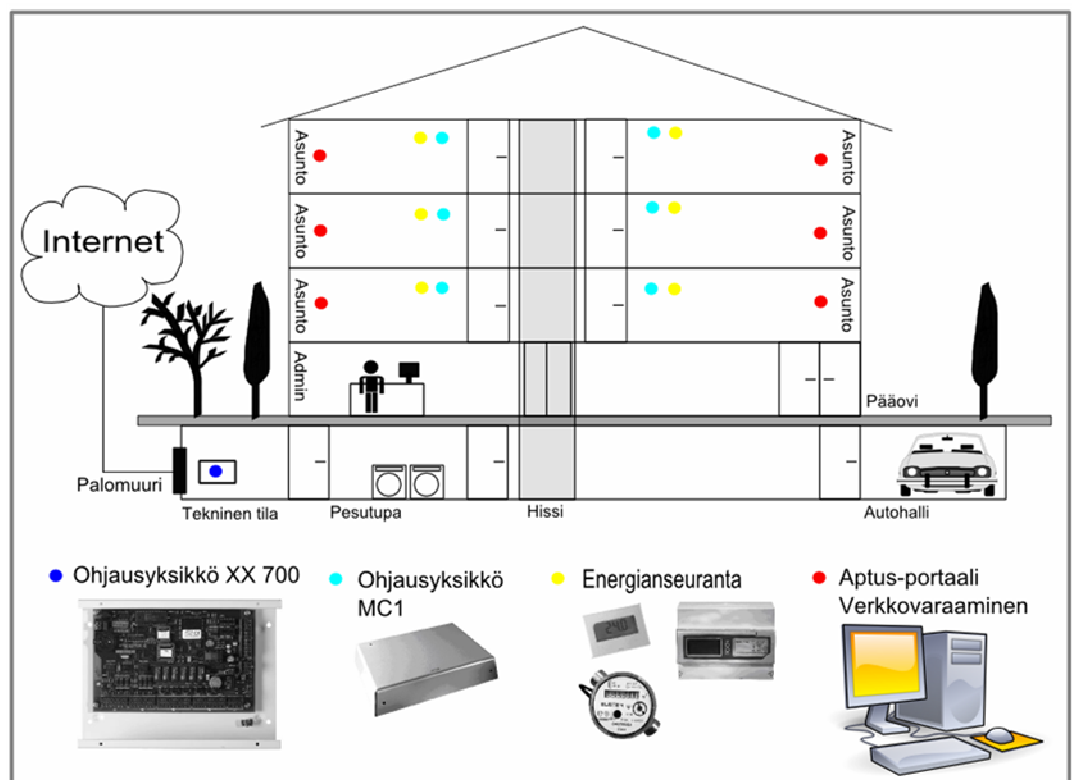 Asunto
Asunto
Asunto
Asunto
Internet
Asunto
Asunto
Admin
Pääovi
Palomuuri
Tekninen tila
Pesutupa
Hissi
Autohalli
Ohjausyksikkö XX 700
Ohjausyksikkö
MC1
Energianseuranta
Aptus-portaali
Verkkovaraaminen